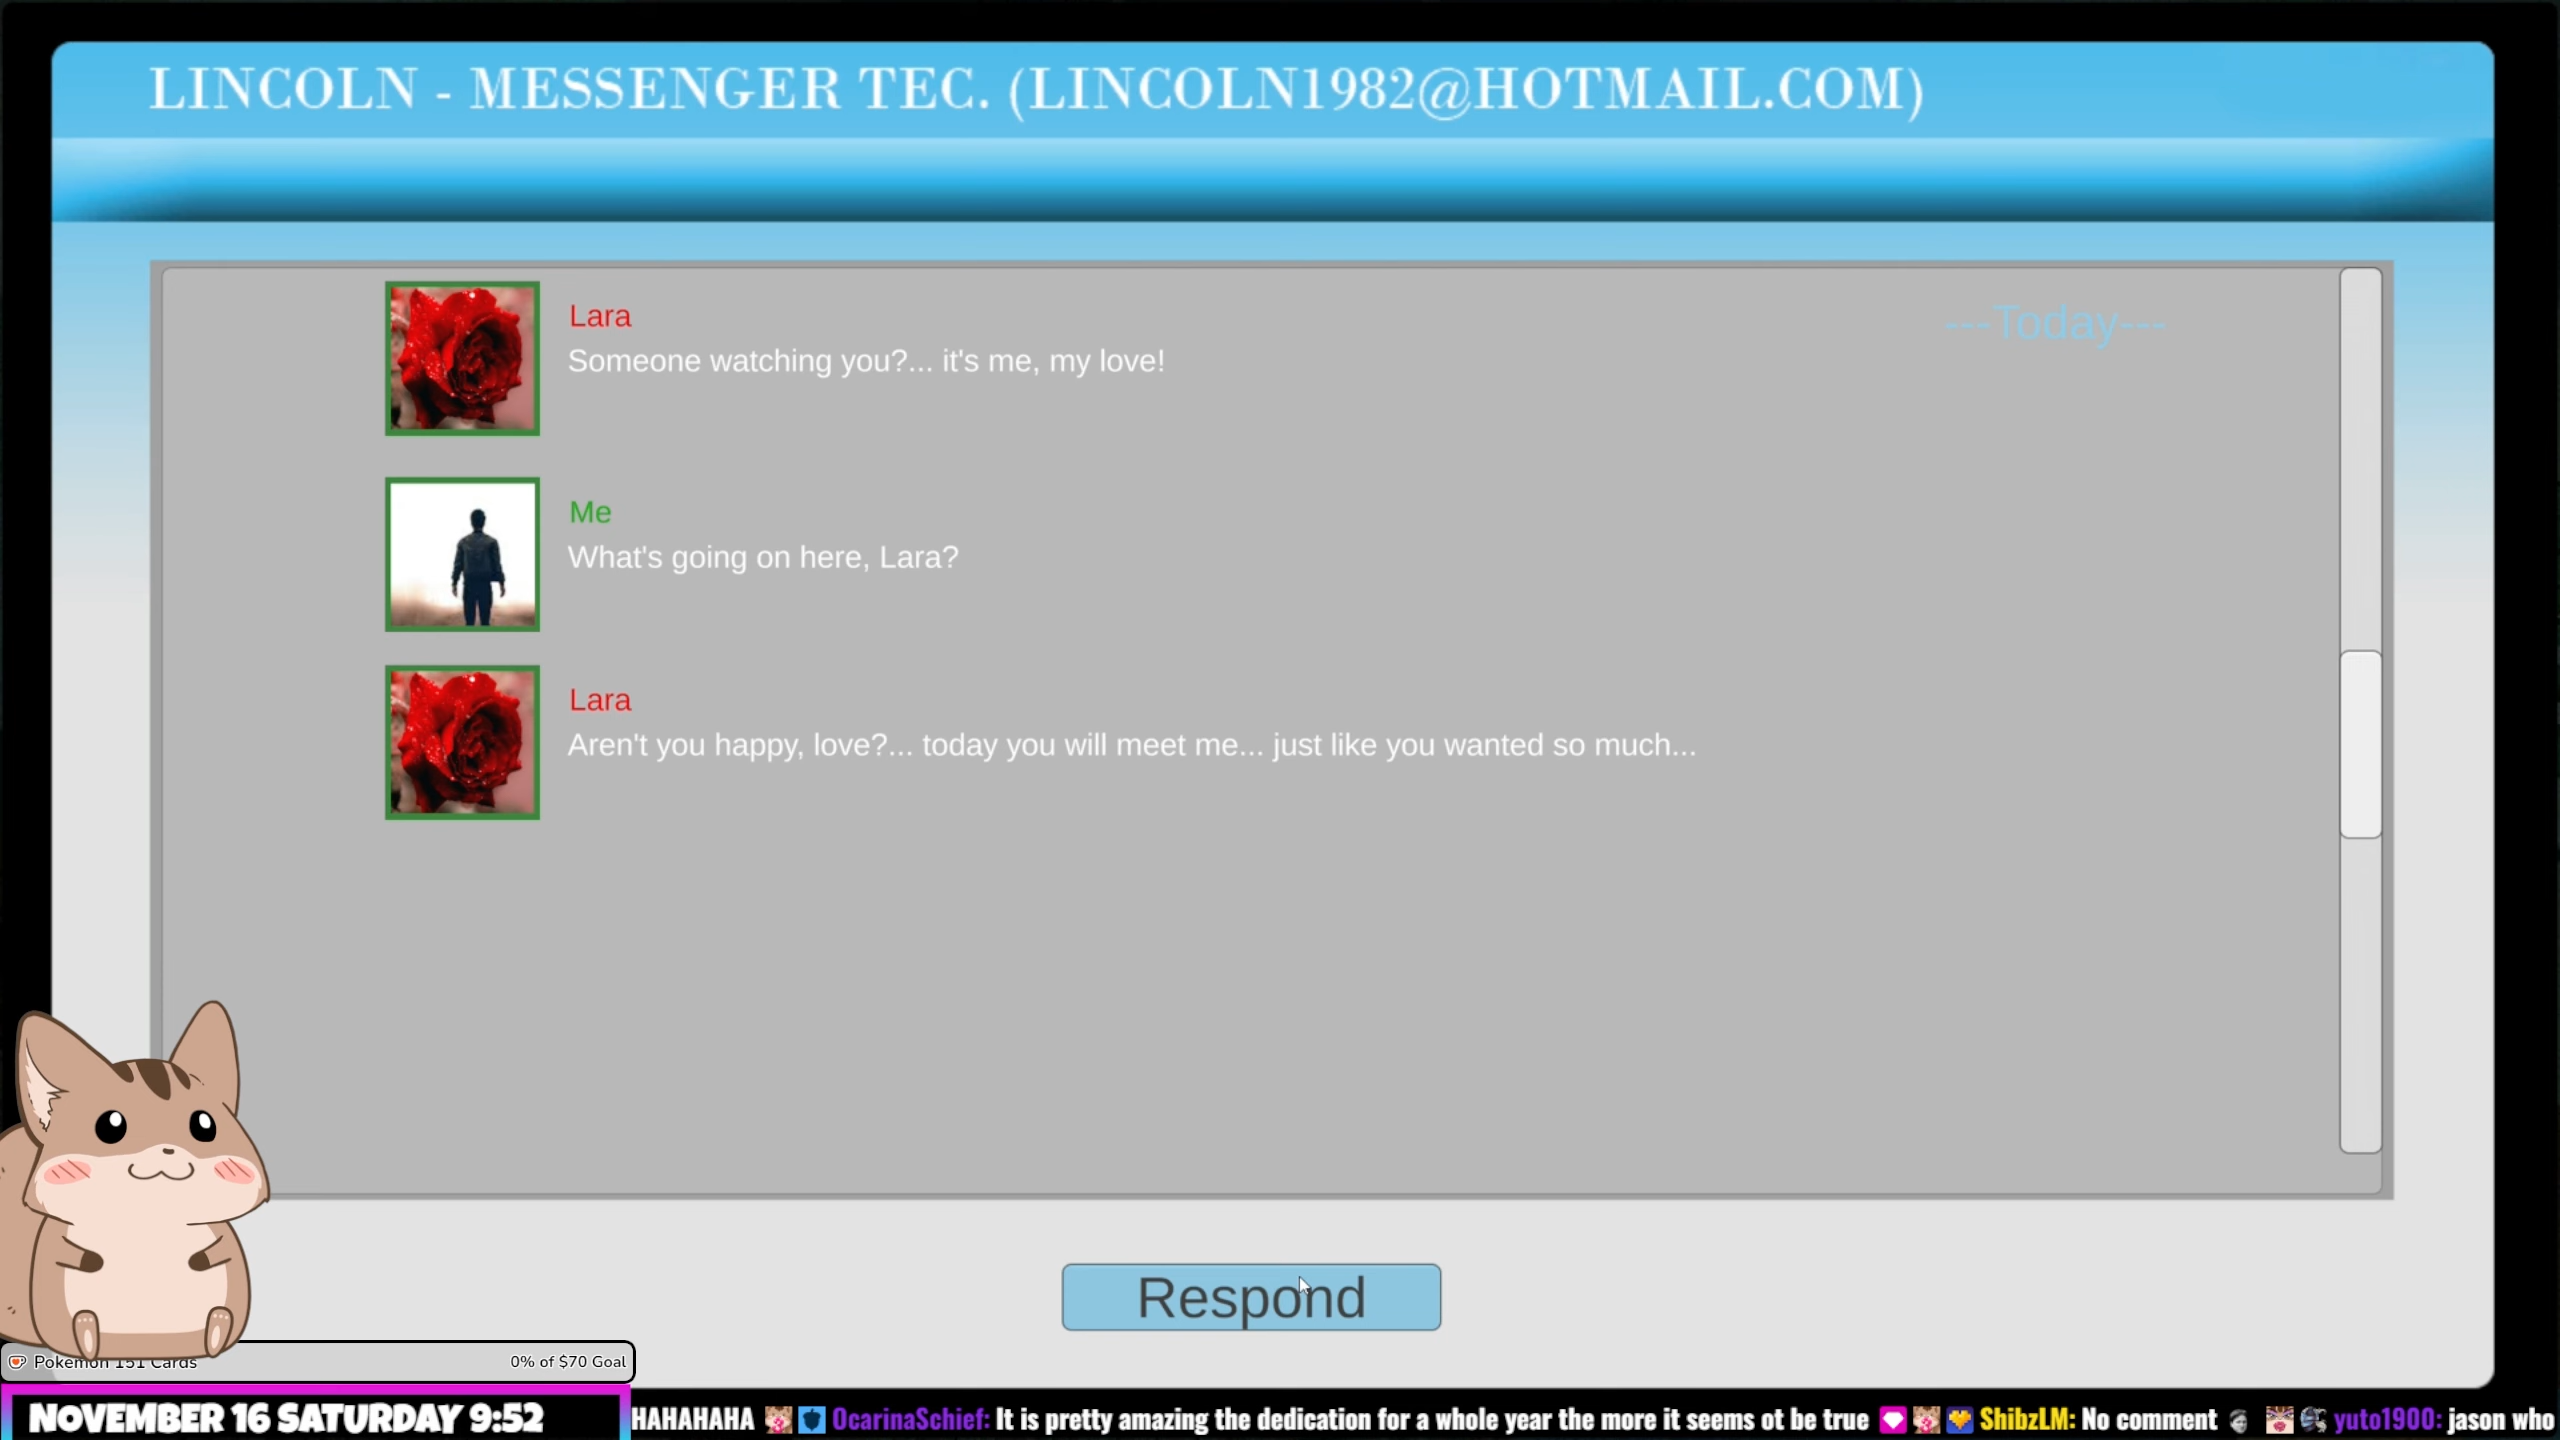 LINCOLN - MESSENGER TEC. (LINCOLN1982@HOTMAIL.COM)
---Today---
Lara
Someone watching you?... it's me, my love!
Me
What's going on here, Lara?
Lara
Aren't you happy, love?... today you will meet me... just like you wanted so much...
Respond
Pokemon 151 Cards 0% of $70 Goal
NOVEMBER 16 SATURDAY 9:52
HAHAHAHA OcarinaSchief: It is pretty amazing the dedication for a whole year the more it seems ot be true ShibzLM: No comment yuto1900: jason who